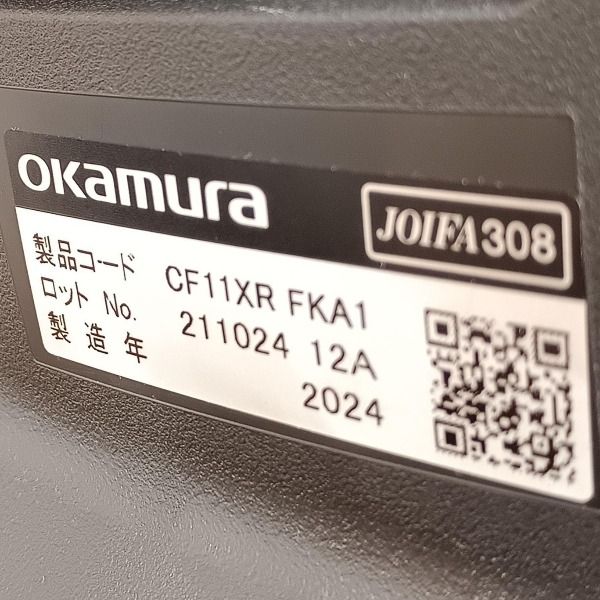 okamura
JOIFA308
製品コード CF11XR FKA1
ロット No. 211024 12A
製造年 2024